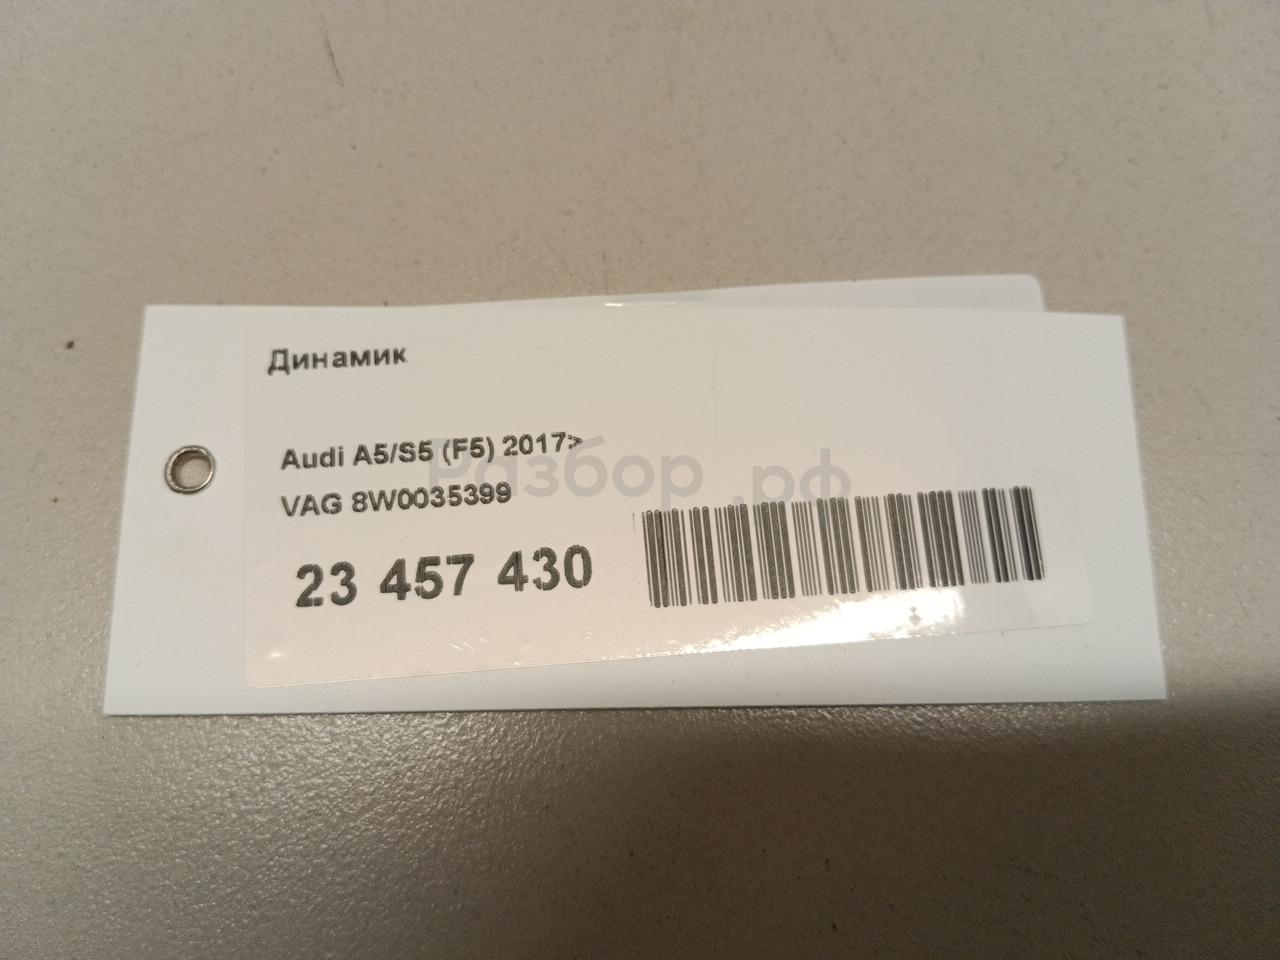 Динамик
Audi A5/S5 (F5) 2017>
Разбор.рф
VAG 8W0035399
23 457 430